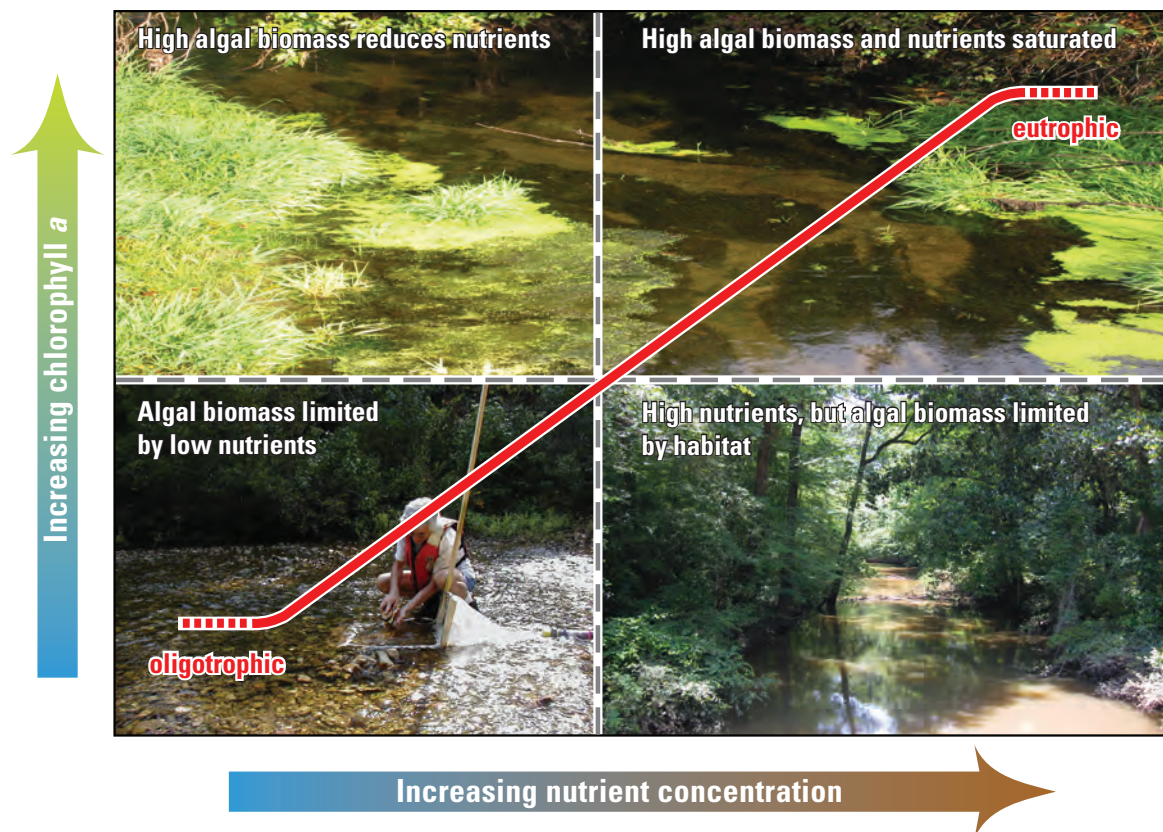 High algal biomass reduces nutrients
High algal biomass and nutrients saturated
eutrophic
Increasing chlorophyll a
Algal biomass limited
by low nutrients
High nutrients, but algal biomass limited
by habitat
oligotrophic
Increasing nutrient concentration